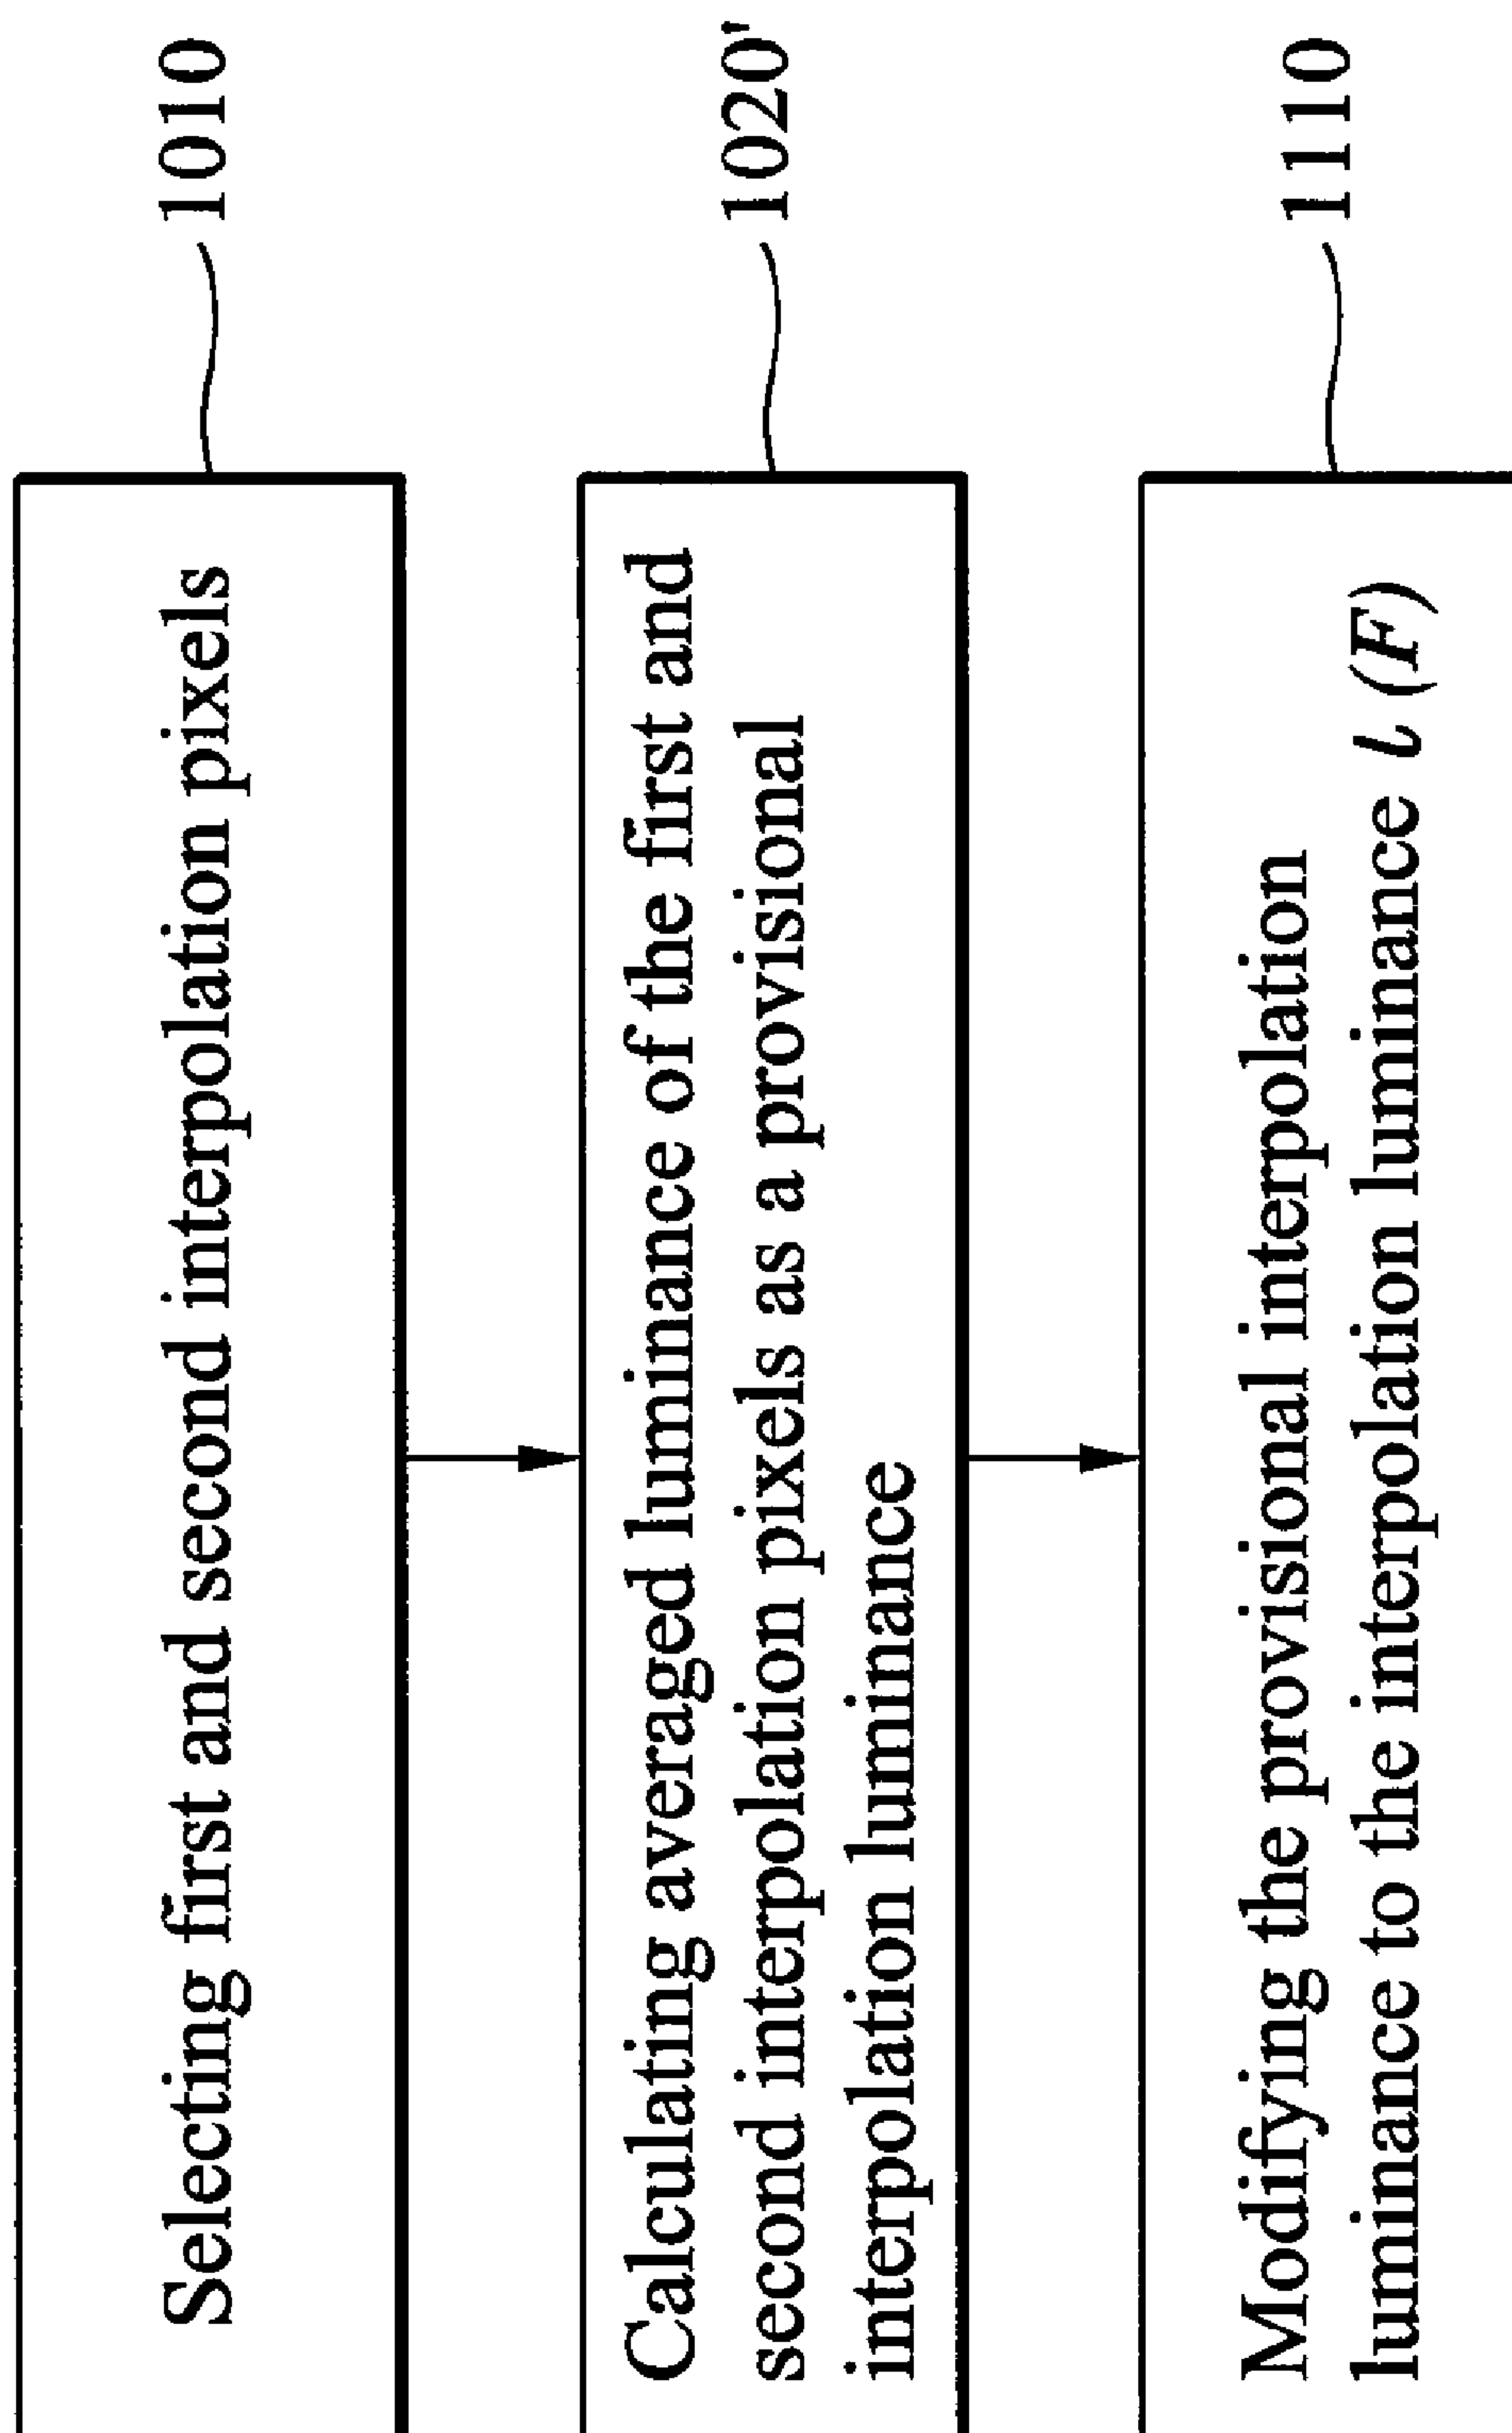 Selecting first and second interpolation pixels
1010
Calculating averaged luminance of the first and
second interpolation pixels as a provisional
interpolation luminance
1020'
Modifying the provisional interpolation
luminance to the interpolation luminance l (F)
1110